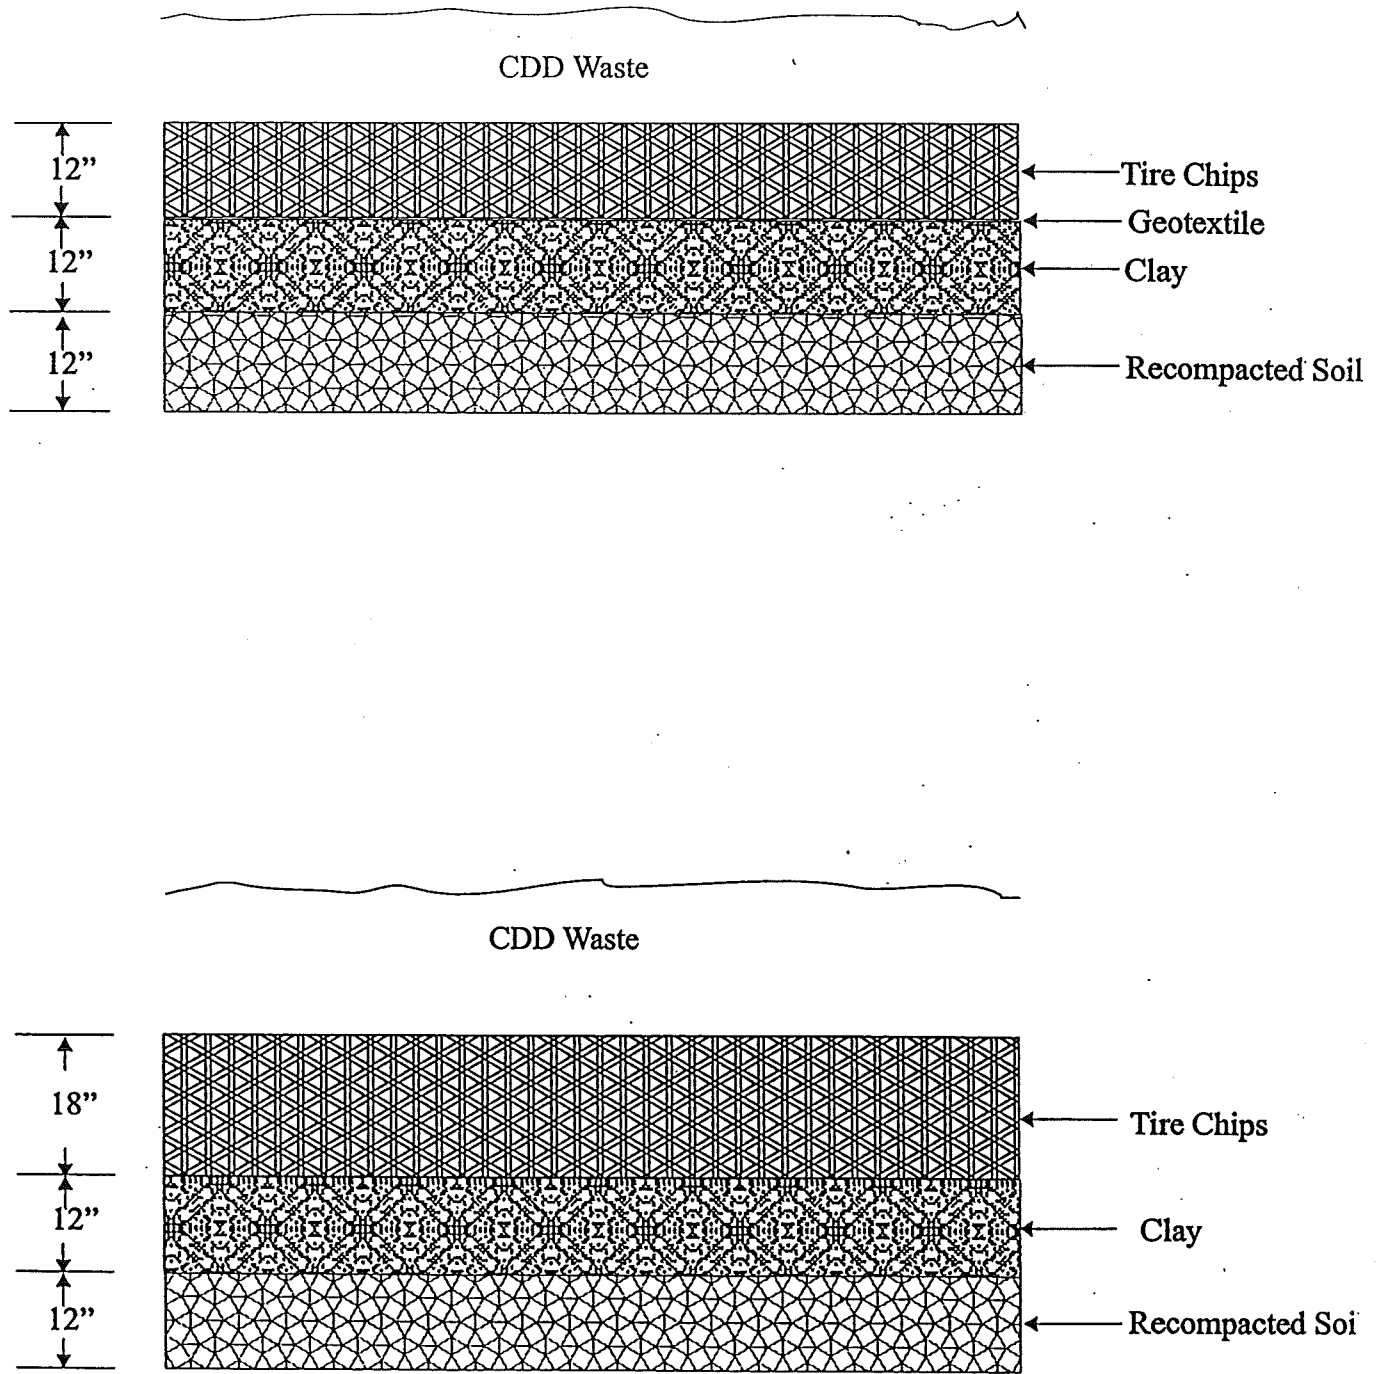 CDD Waste
12”
Tire Chips
Geotextile
12”
Clay
12”
Recompacted Soil
CDD Waste
18”
Tire Chips
12”
Clay
12”
Recompacted Soi